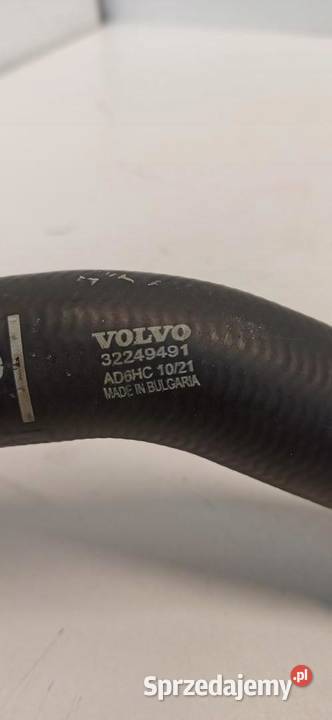 VOLVO
32249491
AD6HC 10/21
MADE IN BULGARIA
Sprzedajemy.pl